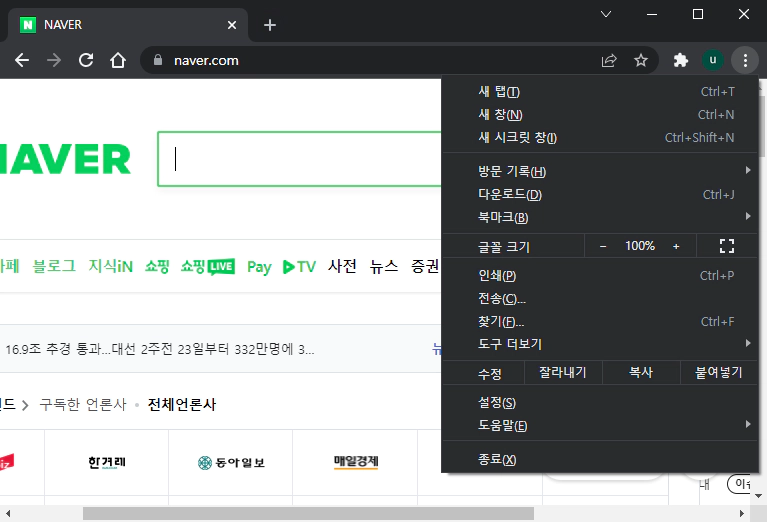 NAVER
naver.com
u
새 탭(T) Ctrl+T
새 창(N) Ctrl+N
새 시크릿 창(I) Ctrl+Shift+N
방문 기록(H)
다운로드(D) Ctrl+J
북마크(B)
글꼴 크기 − 100% +
인쇄(P) Ctrl+P
전송(C)...
찾기(F)... Ctrl+F
도구 더보기
수정 잘라내기 복사 붙여넣기
설정(S)
도움말(E)
종료(X)
NAVER
카페 블로그 지식iN 쇼핑 쇼핑LIVE Pay TV 사전 뉴스 증권
16.9조 추경 통과...대선 2주전 23일부터 332만명에 3... 뉴
구독한 언론사 전체언론사
biz 한겨레 동아일보 매일경제
내 이슈